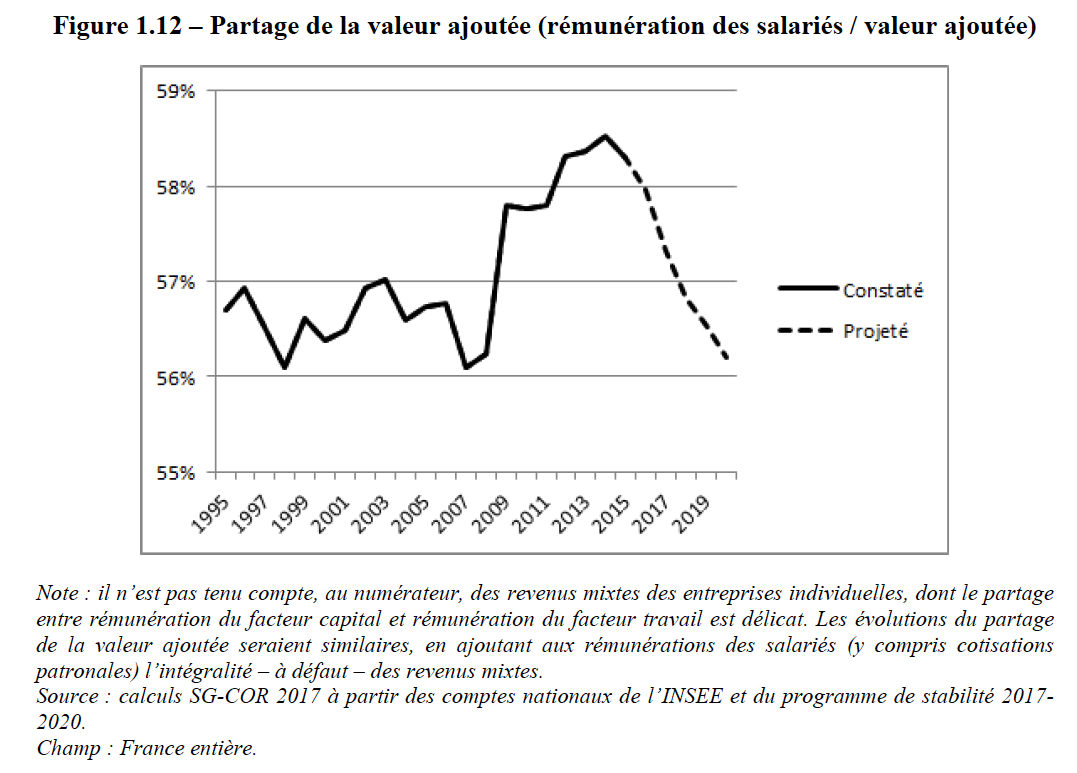 Figure 1.12 – Partage de la valeur ajoutée (rémunération des salariés / valeur ajoutée)
59%
58%
57%
56%
55%
1995
1997
1999
2001
2003
2005
2007
2009
2011
2013
2015
2017
2019
Constaté
Projeté
Note : il n’est pas tenu compte, au numérateur, des revenus mixtes des entreprises individuelles, dont le partage
entre rémunération du facteur capital et rémunération du facteur travail est délicat. Les évolutions du partage
de la valeur ajoutée seraient similaires, en ajoutant aux rémunérations des salariés (y compris cotisations
patronales) l’intégralité – à défaut – des revenus mixtes.
Source : calculs SG-COR 2017 à partir des comptes nationaux de l’INSEE et du programme de stabilité 2017-
2020.
Champ : France entière.